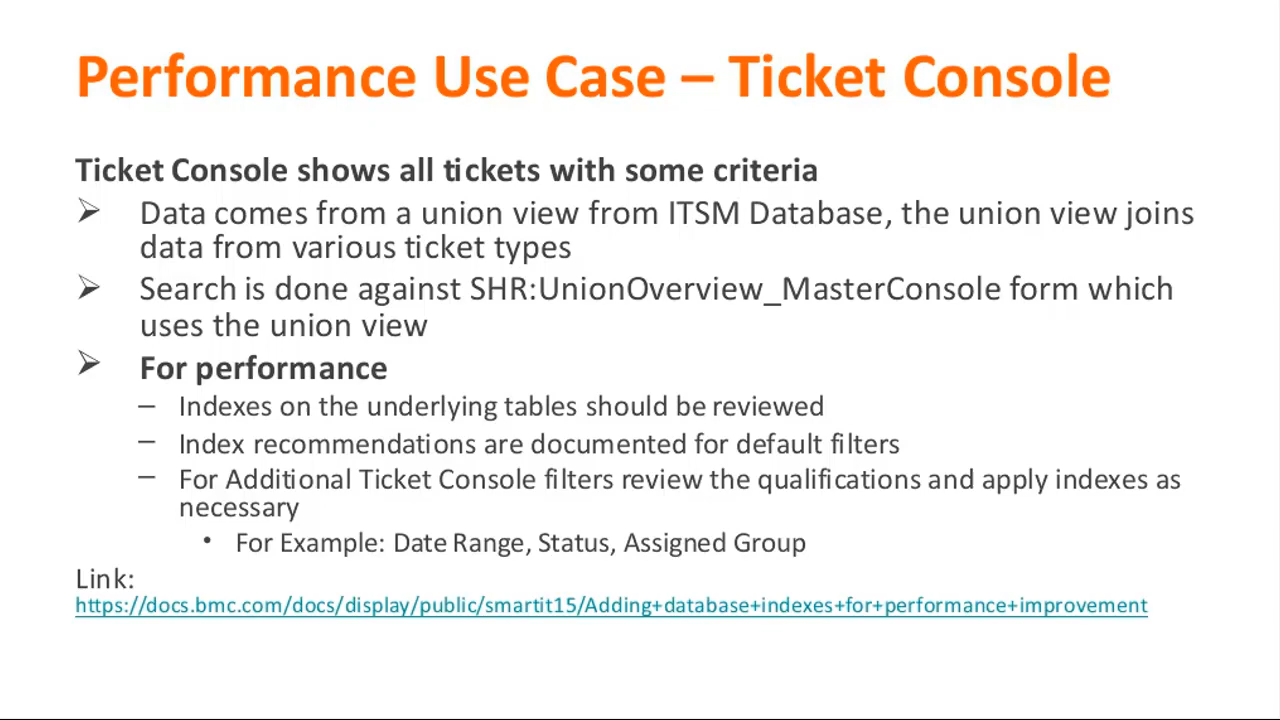 Performance Use Case – Ticket Console
Ticket Console shows all tickets with some criteria
➢ Data comes from a union view from ITSM Database, the union view joins
data from various ticket types
➢ Search is done against SHR:UnionOverview_MasterConsole form which
uses the union view
➢ For performance
– Indexes on the underlying tables should be reviewed
– Index recommendations are documented for default filters
– For Additional Ticket Console filters review the qualifications and apply indexes as
necessary
• For Example: Date Range, Status, Assigned Group
Link:
https://docs.bmc.com/docs/display/public/smartit15/Adding+database+indexes+for+performance+improvement